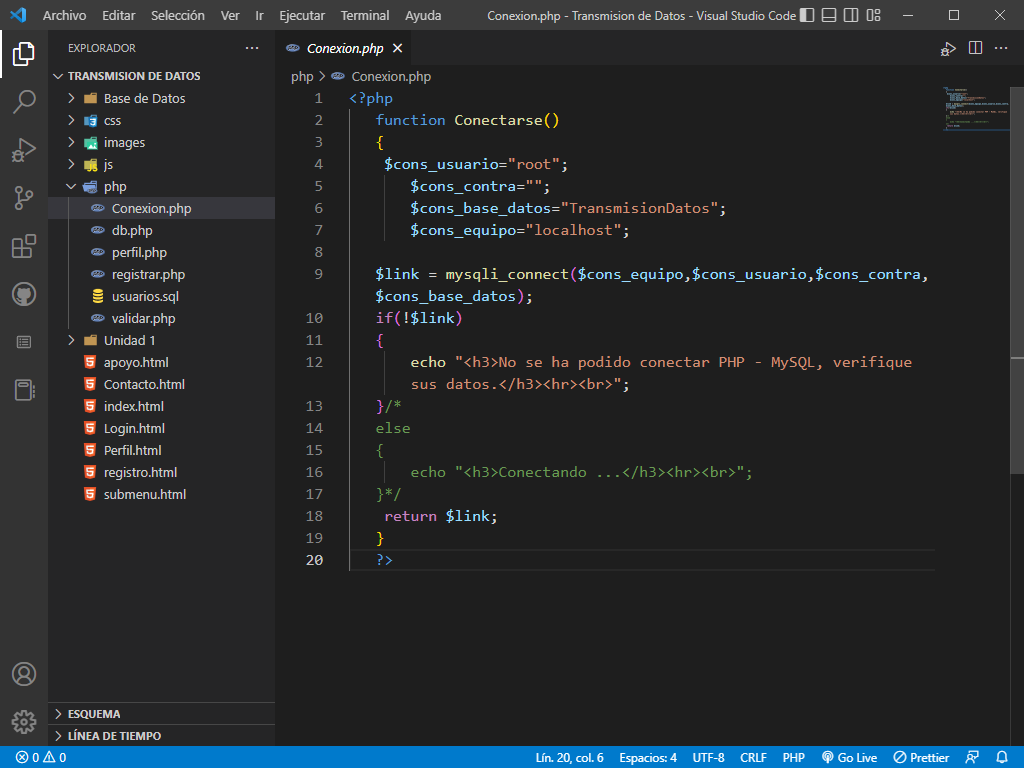 Archivo Editar Selección Ver Ir Ejecutar Terminal Ayuda Conexion.php - Transmision de Datos - Visual Studio Code
EXPLORADOR
TRANSMISION DE DATOS
Base de Datos
css
images
js
php
Conexion.php
db.php
perfil.php
registrar.php
usuarios.sql
validar.php
Unidad 1
apoyo.html
Contacto.html
index.html
Login.html
Perfil.html
registro.html
submenu.html
ESQUEMA
LÍNEA DE TIEMPO
Conexion.php
php > Conexion.php
1 <?php
2 function Conectarse()
3 {
4 $cons_usuario="root";
5 $cons_contra="";
6 $cons_base_datos="TransmisionDatos";
7 $cons_equipo="localhost";
8
9 $link = mysqli_connect($cons_equipo,$cons_usuario,$cons_contra,
$cons_base_datos);
10 if(!$link)
11 {
12 echo "<h3>No se ha podido conectar PHP - MySQL, verifique
sus datos.</h3><hr><br>";
13 }/*
14 else
15 {
16 echo "<h3>Conectando ...</h3><hr><br>";
17 }*/
18 return $link;
19 }
20 ?>
0 0 Lín. 20, col. 6 Espacios: 4 UTF-8 CRLF PHP Go Live Prettier